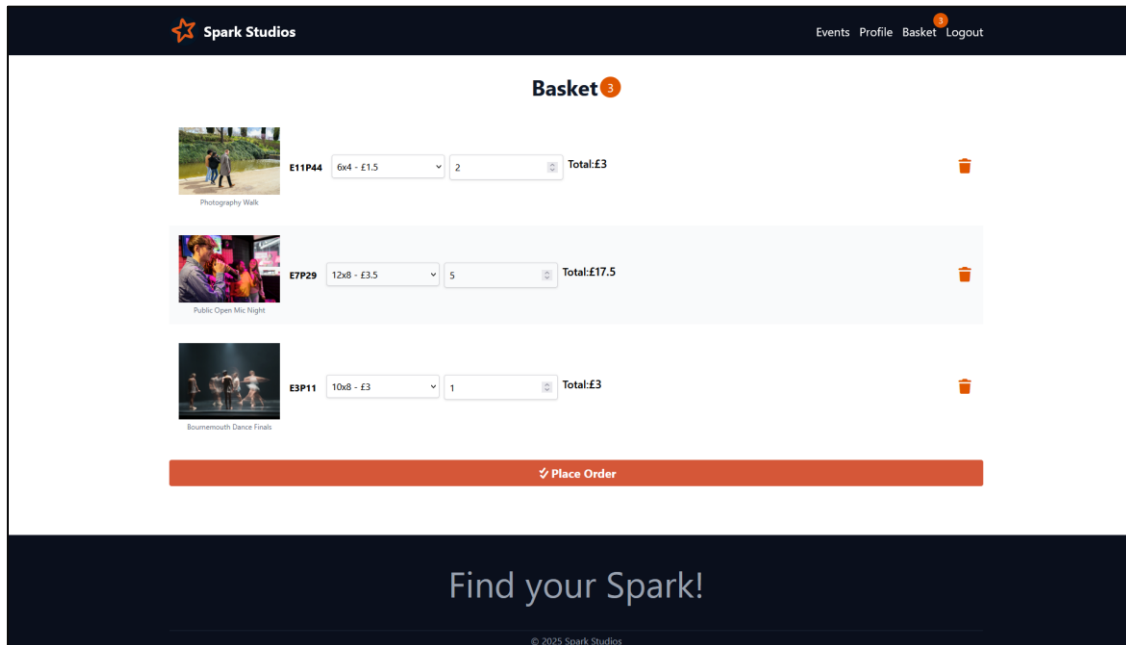 Spark Studios
Events Profile Basket 3 Logout
Basket 3
E11P44 6x4 - £1.5 2 Total:£3
Photography Walk
E7P29 12x8 - £3.5 5 Total:£17.5
Public Open Mic Night
E3P11 10x8 - £3 1 Total:£3
Bournemouth Dance Finals
Place Order
Find your Spark!
© 2025 Spark Studios